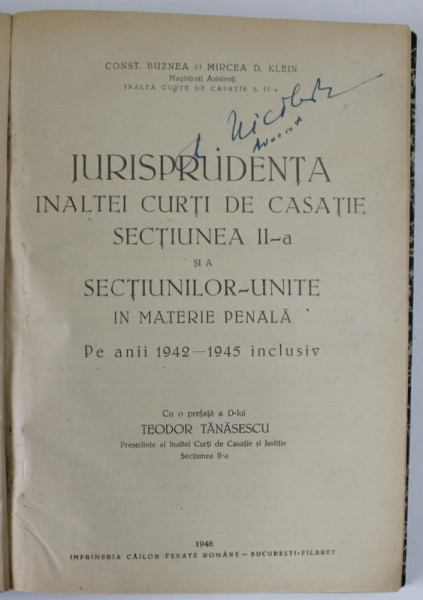 CONST. BUZNEA ȘI MIRCEA D. KLEIN
Magistrați Asistenți
INALTA CURTE DE CASAȚIE S. II-a
Avocat
JURISPRUDENȚA
INALTEI CURȚI DE CASAȚIE
SECȚIUNEA II-a
ȘI A
SECȚIUNILOR-UNITE
IN MATERIE PENALĂ
Pe anii 1942—1945 inclusiv
Cu o prefață a D-lui
TEODOR TĂNĂSESCU
Președinte al Inaltei Curți de Casație și Justiție
Secțiunea II-a
1946
IMPRIMERIA CĂILOR FERATE ROMÂNE — BUCUREȘTI-FILARET